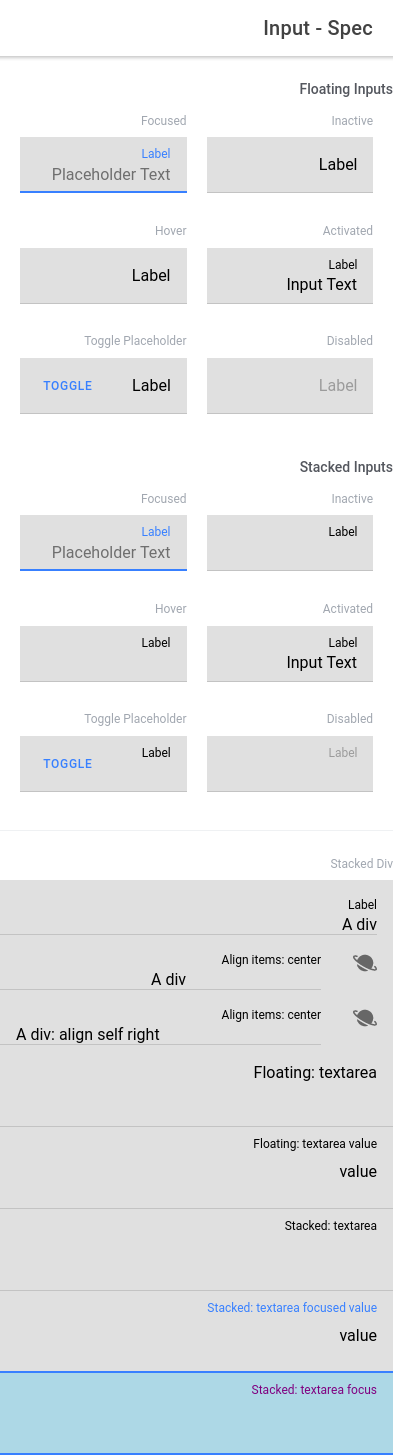 Input - Spec
Floating Inputs
Focused
Label
Placeholder Text
Inactive
Label
Hover
Label
Activated
Label
Input Text
Toggle Placeholder
TOGGLE
Label
Disabled
Label
Stacked Inputs
Focused
Label
Placeholder Text
Inactive
Label
Hover
Label
Activated
Label
Input Text
Toggle Placeholder
TOGGLE
Label
Disabled
Label
Stacked Div
Label
A div
Align items: center
A div
Align items: center
A div: align self right
Floating: textarea
Floating: textarea value
value
Stacked: textarea
Stacked: textarea focused value
value
Stacked: textarea focus